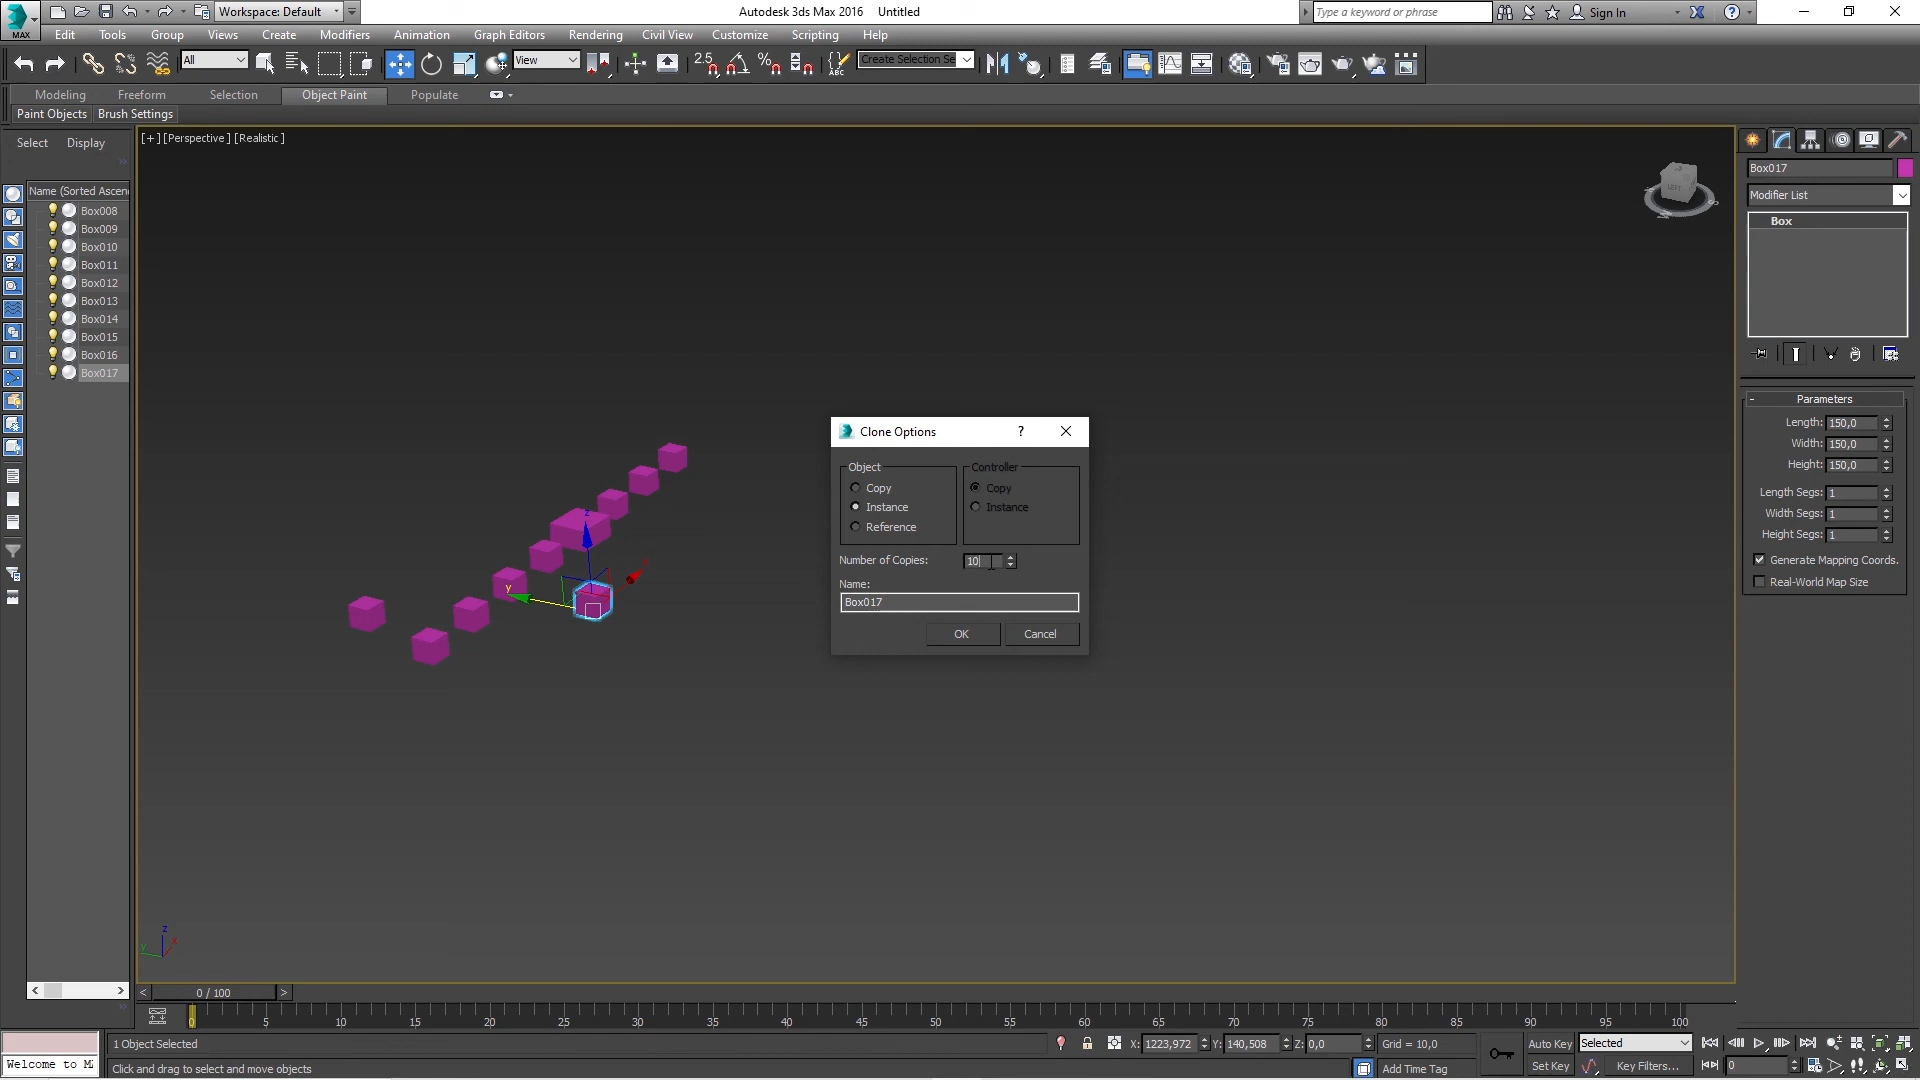 Workspace: Default
Autodesk 3ds Max 2016 Untitled
Type a keyword or phrase
Sign In
MAX
Edit Tools Group Views Create Modifiers Animation Graph Editors Rendering Civil View Customize Scripting Help
All
View
2.5
ABC
Create Selection Se
Modeling Freeform Selection Object Paint Populate
Paint Objects Brush Settings
Select Display
[+] [Perspective] [Realistic]
Name (Sorted Ascen
Box008
Box009
Box010
Box011
Box012
Box013
Box014
Box015
Box016
Box017
LEFT
z
y
Clone Options
Object
Copy
Instance
Reference
Controller
Copy
Instance
Number of Copies: 10
Name:
Box017
OK Cancel
Box017
Modifier List
Box
Parameters
Length: 150,0
Width: 150,0
Height: 150,0
Length Segs: 1
Width Segs: 1
Height Segs: 1
Generate Mapping Coords.
Real-World Map Size
z
y
x
< 0 / 100 >
0 5 10 15 20 25 30 35 40 45 50 55 60 65 70 75 80 85 90 95 100
1 Object Selected
X: 1223,972 Y: 140,508 Z: 0,0 Grid = 10,0
Auto Key Selected
Welcome to M
Click and drag to select and move objects
Add Time Tag
Set Key Key Filters... 0